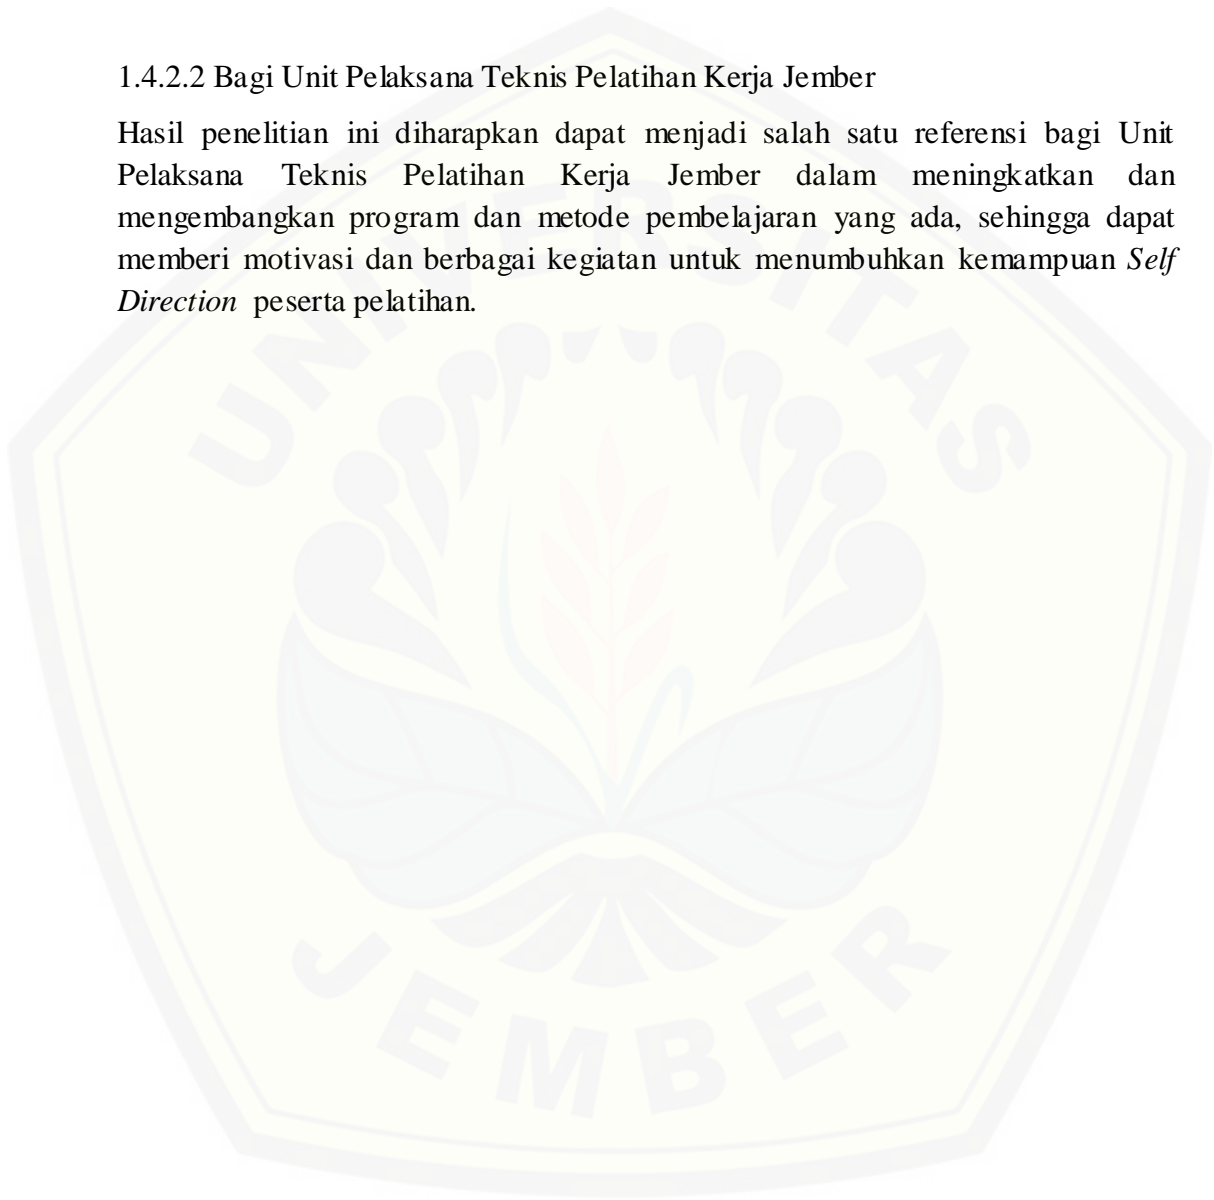 1.4.2.2 Bagi Unit Pelaksana Teknis Pelatihan Kerja Jember
Hasil penelitian ini diharapkan dapat menjadi salah satu referensi bagi Unit
Pelaksana Teknis Pelatihan Kerja Jember dalam meningkatkan dan
mengembangkan program dan metode pembelajaran yang ada, sehingga dapat
memberi motivasi dan berbagai kegiatan untuk menumbuhkan kemampuan Self
Direction peserta pelatihan.
UNIVERSITAS
JEMBER